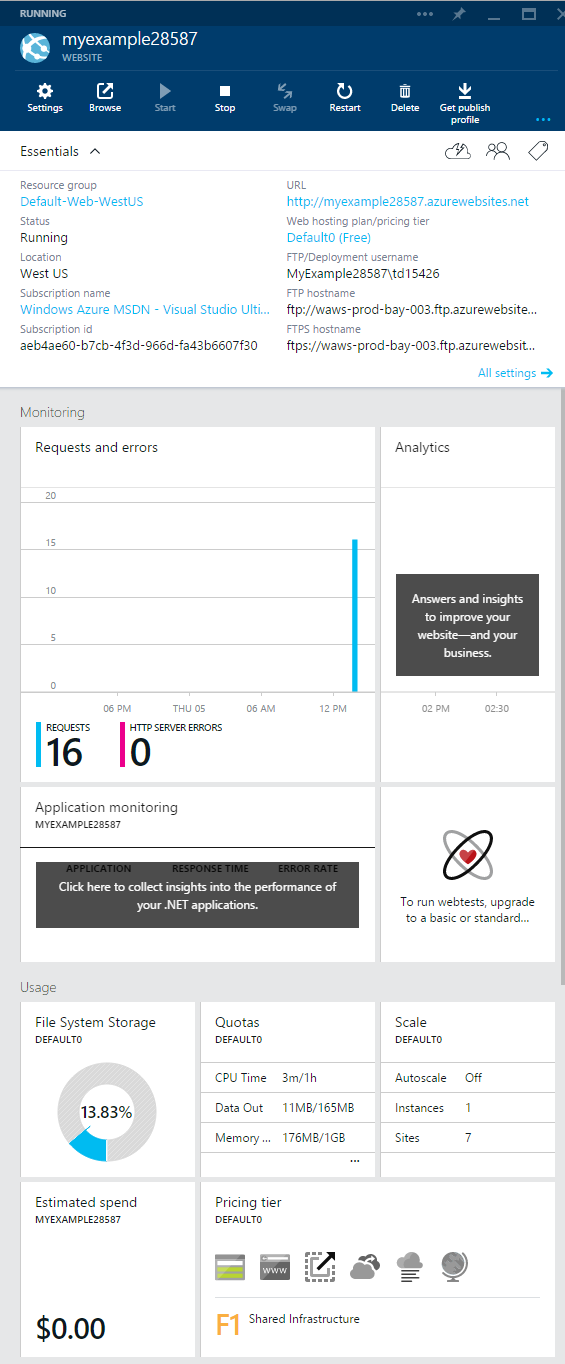 RUNNING
myexample28587
WEBSITE
Settings
Browse
Start
Stop
Swap
Restart
Delete
Get publish
profile
Essentials
Resource group
Default-Web-WestUS
Status
Running
Location
West US
Subscription name
Windows Azure MSDN - Visual Studio Ulti...
Subscription id
aeb4ae60-b7cb-4f3d-966d-fa43b6607f30
URL
http://myexample28587.azurewebsites.net
Web hosting plan/pricing tier
Default0 (Free)
FTP/Deployment username
MyExample28587\td15426
FTP hostname
ftp://waws-prod-bay-003.ftp.azurewebsite...
FTPS hostname
ftps://waws-prod-bay-003.ftp.azurewebsit...
All settings
Monitoring
Requests and errors
20
15
10
5
0
06 PM THU 05 06 AM 12 PM
REQUESTS
16
HTTP SERVER ERRORS
0
Analytics
Answers and insights
to improve your
website—and your
business.
02 PM 02:30
Application monitoring
MYEXAMPLE28587
APPLICATION RESPONSE TIME ERROR RATE
Click here to collect insights into the performance of
your .NET applications.
To run webtests, upgrade
to a basic or standard...
Usage
File System Storage
DEFAULT0
13.83%
Quotas
DEFAULT0
CPU Time 3m/1h
Data Out 11MB/165MB
Memory ... 176MB/1GB
...
Scale
DEFAULT0
Autoscale Off
Instances 1
Sites 7
Estimated spend
MYEXAMPLE28587
$0.00
Pricing tier
DEFAULT0
WWW
F1 Shared Infrastructure